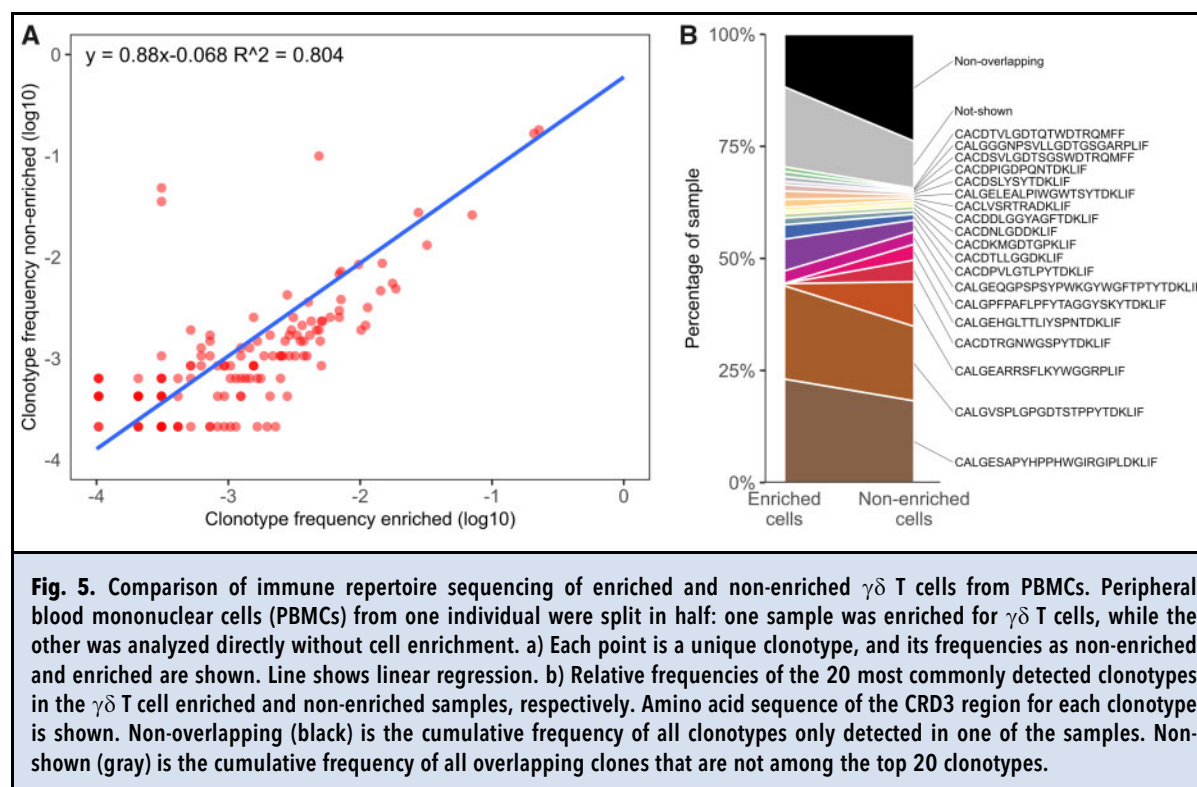 A
y = 0.88x-0.068 R^2 = 0.804
Clonotype frequency non-enriched (log10)
0
-1
-2
-3
-4
-4
-3
-2
-1
0
Clonotype frequency enriched (log10)
B
Percentage of sample
100%
75%
50%
25%
0%
Enriched
cells
Non-enriched
cells
Non-overlapping
Not-shown
CACDTVLGDTQTWDTRQMFF
CALGGGNPSVLLGDTGSGARPLIF
CACDSVLGDTSGSWDTRQMFF
CACDPIGDPQNTDKLIF
CACDSLYSYTDKLIF
CALGELEALPIWGWTSYTDKLIF
CACLVSRTRADKLIF
CACDDLGGYAGFTDKLIF
CACDNLGDDKLIF
CACDKMGDTGPKLIF
CACDTLLGGDKLIF
CACDPVLGTLPYTDKLIF
CALGEQGPSPSYPWKGYWGFTPTYTDKLIF
CALGPFPAFLPFYTAGGYSKYTDKLIF
CALGEHGLTTLIYSPNTDKLIF
CACDTRGNWGSPYTDKLIF
CALGEARRSFLKYWGGRPLIF
CALGVSPLGPGDTSTPPYTDKLIF
CALGESAPYHPPHWGIRGIPLDKLIF
Fig. 5. Comparison of immune repertoire sequencing of enriched and non-enriched γδ T cells from PBMCs. Peripheral
blood mononuclear cells (PBMCs) from one individual were split in half: one sample was enriched for γδ T cells, while the
other was analyzed directly without cell enrichment. a) Each point is a unique clonotype, and its frequencies as non-enriched
and enriched are shown. Line shows linear regression. b) Relative frequencies of the 20 most commonly detected clonotypes
in the γδ T cell enriched and non-enriched samples, respectively. Amino acid sequence of the CRD3 region for each clonotype
is shown. Non-overlapping (black) is the cumulative frequency of all clonotypes only detected in one of the samples. Non-
shown (gray) is the cumulative frequency of all overlapping clones that are not among the top 20 clonotypes.